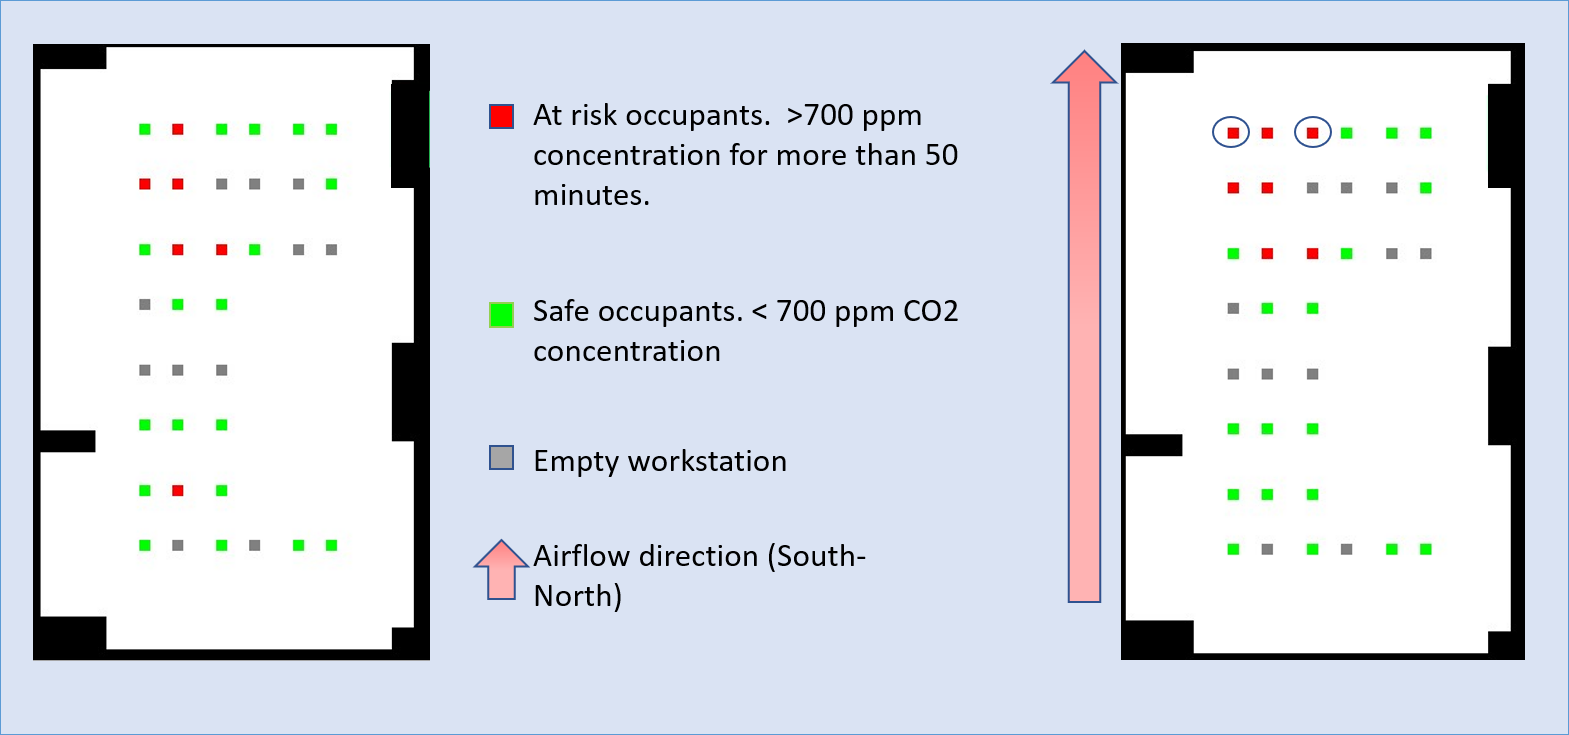 At risk occupants.  >700 ppm
concentration for more than 50
minutes.
Safe occupants. < 700 ppm CO2
concentration
Empty workstation
Airflow direction (South-
North)